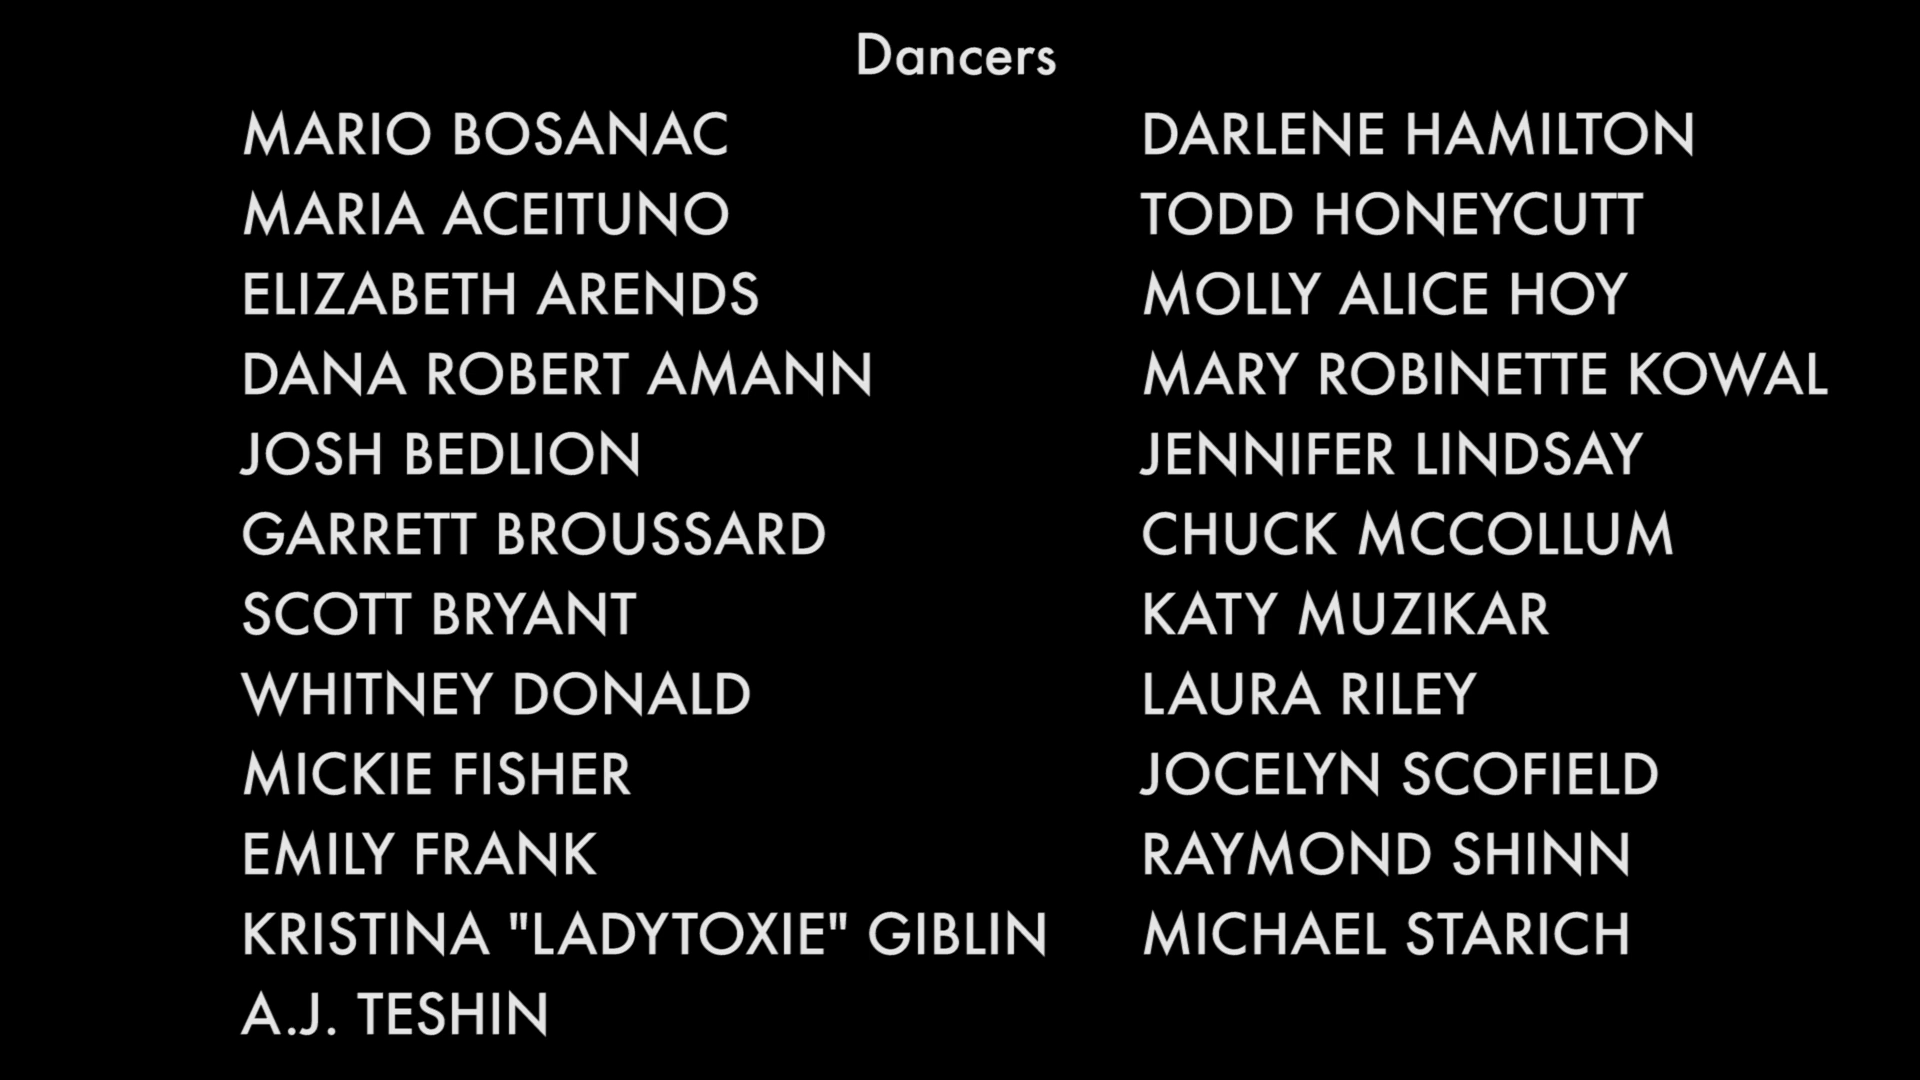 Dancers
MARIO BOSANAC
MARIA ACEITUNO
ELIZABETH ARENDS
DANA ROBERT AMANN
JOSH BEDLION
GARRETT BROUSSARD
SCOTT BRYANT
WHITNEY DONALD
MICKIE FISHER
EMILY FRANK
KRISTINA "LADYTOXIE" GIBLIN
A.J. TESHIN
DARLENE HAMILTON
TODD HONEYCUTT
MOLLY ALICE HOY
MARY ROBINETTE KOWAL
JENNIFER LINDSAY
CHUCK MCCOLLUM
KATY MUZIKAR
LAURA RILEY
JOCELYN SCOFIELD
RAYMOND SHINN
MICHAEL STARICH